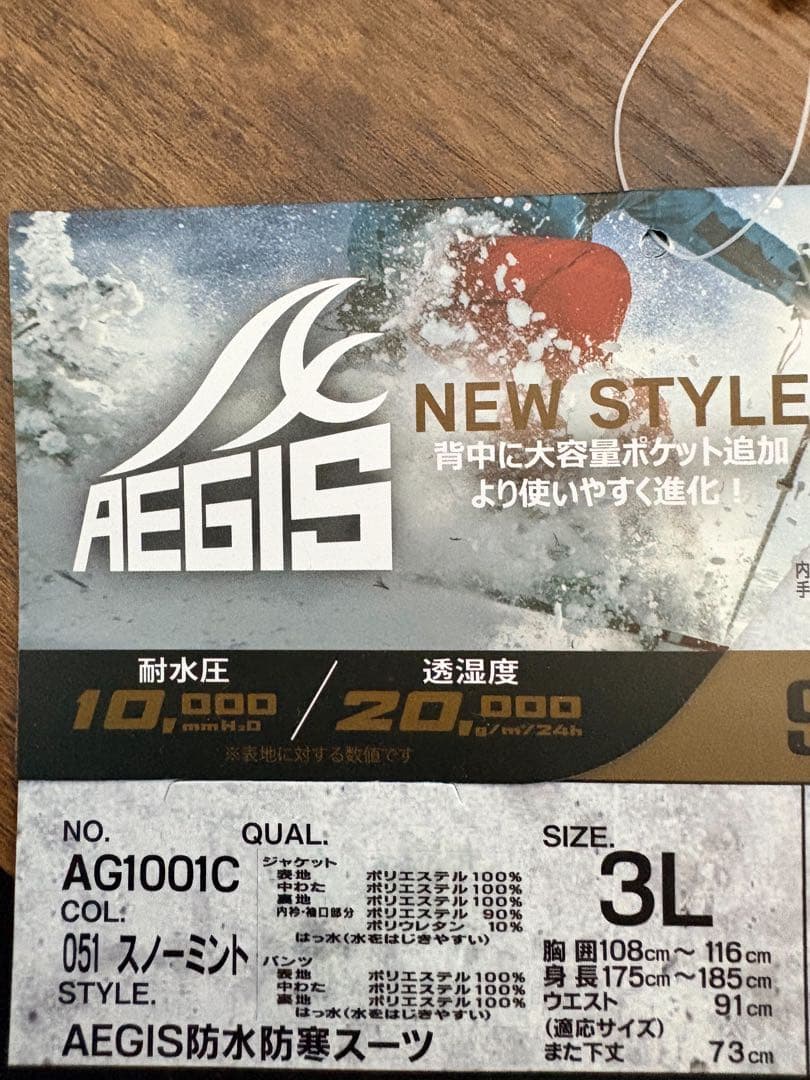 AEGIS
NEW STYLE
背中に大容量ポケット追加
より使いやすく進化!
内
手
耐水圧
10,000
mmH₂O
透湿度
20,000
g/㎡/24h
※表地に対する数値です
NO.
AG1001C
COL.
051 スノーミント
STYLE.
AEGIS防水防寒スーツ
QUAL.
ジャケット
表地 ポリエステル100%
中わた ポリエステル100%
裏地 ポリエステル100%
内衿・袖口部分 ポリエステル 90%
ポリウレタン 10%
はっ水(水をはじきやすい)
パンツ
表地 ポリエステル100%
中わた ポリエステル100%
裏地 ポリエステル100%
はっ水(水をはじきやすい)
SIZE.
3L
胸囲108cm〜116cm
身長175cm〜185cm
ウエスト 91cm
(適応サイズ)
また下丈 73cm